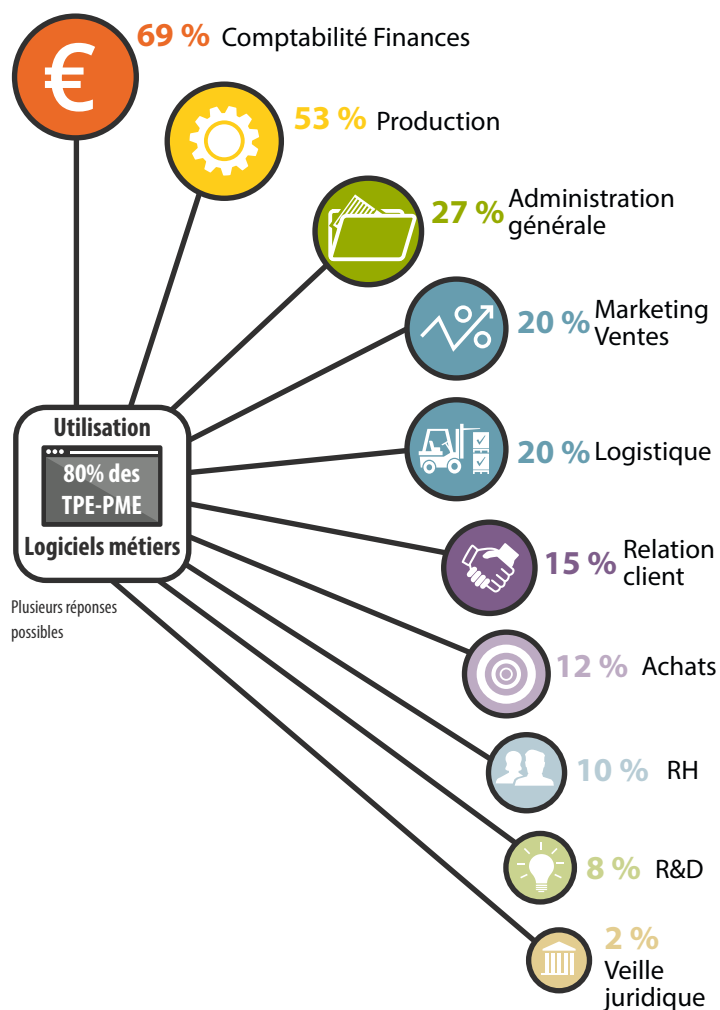 69 % Comptabilité Finances
53 % Production
27 % Administration
générale
20 % Marketing
Ventes
20 % Logistique
15 % Relation
client
12 % Achats
10 % RH
8 % R&D
2 %
Veille
juridique
Utilisation
80% des
TPE-PME
Logiciels métiers
Plusieurs réponses
possibles
€